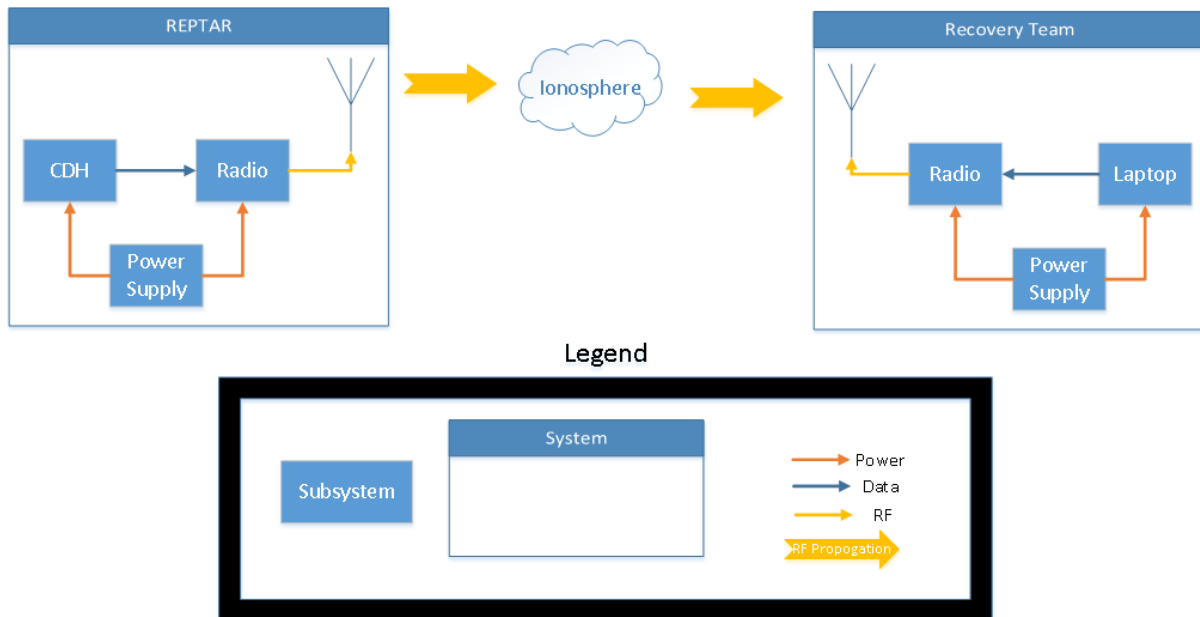 REPTAR
Recovery Team
Ionosphere
CDH
Radio
Radio
Laptop
Power
Supply
Power
Supply
Legend
System
Subsystem
Power
Data
RF
RF Propogation